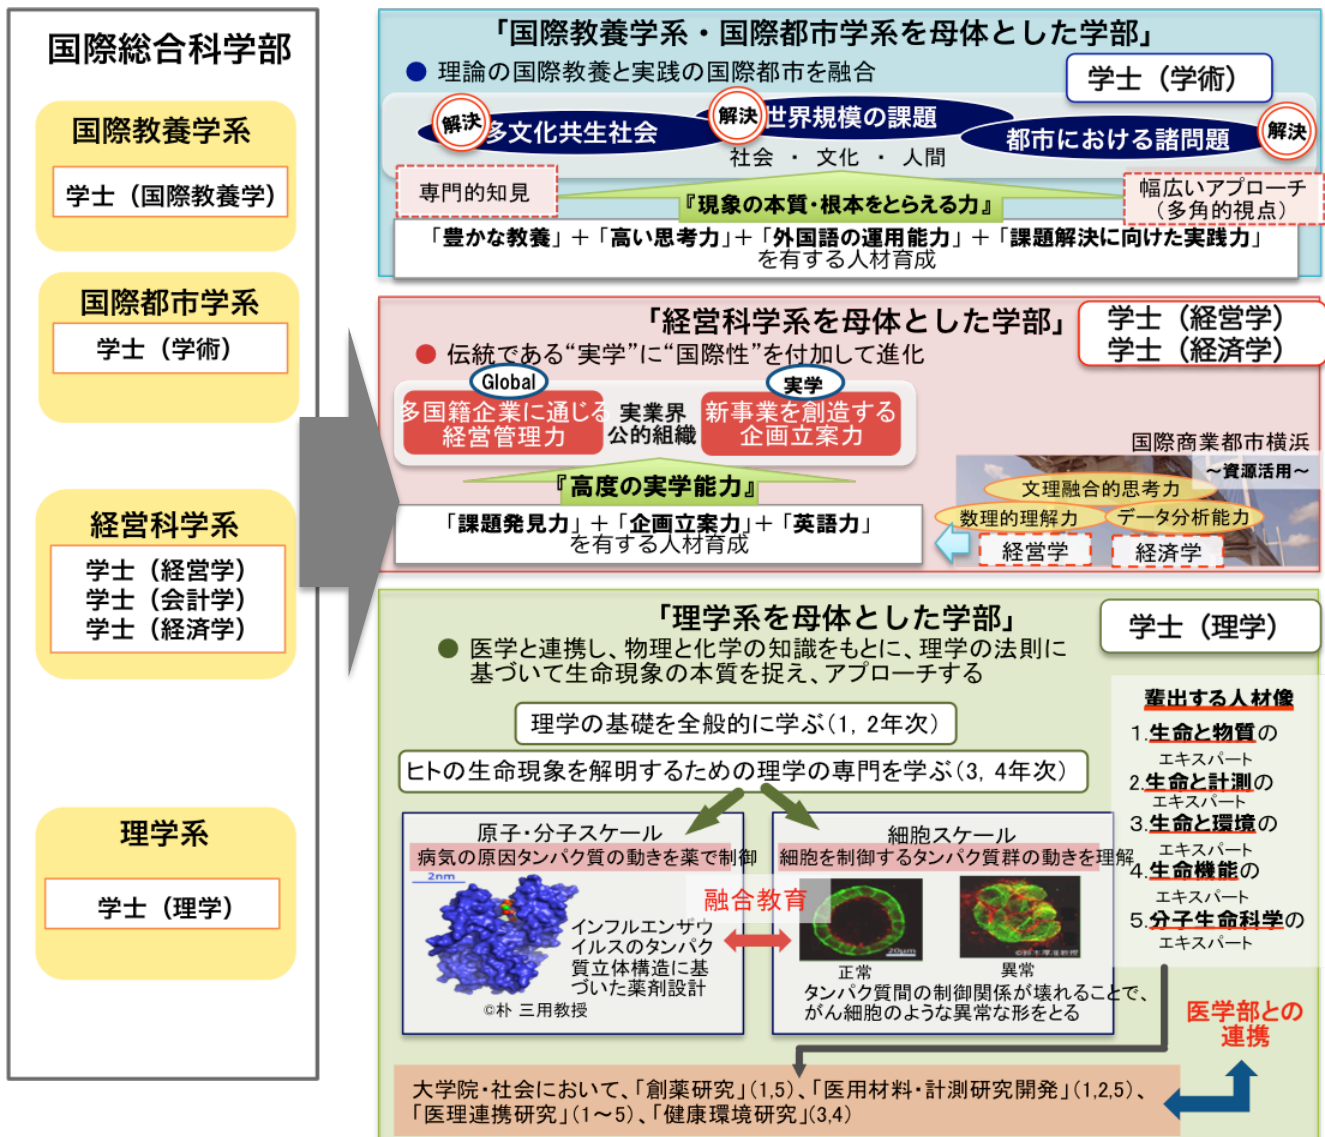 国際総合科学部
国際教養学系
学士（国際教養学）
国際都市学系
学士（学術）
経営科学系
学士（経営学）
学士（会計学）
学士（経済学）
理学系
学士（理学）
「国際教養学系・国際都市学系を母体とした学部」
● 理論の国際教養と実践の国際都市を融合
学士（学術）
解決
多文化共生社会
解決
世界規模の課題
都市における諸問題
解決
社会 ・ 文化 ・ 人間
専門的知見
『現象の本質・根本をとらえる力』
幅広いアプローチ
（多角的視点）
「豊かな教養」＋「高い思考力」＋「外国語の運用能力」＋「課題解決に向けた実践力」
を有する人材育成
「経営科学系を母体とした学部」
学士（経営学）
学士（経済学）
● 伝統である“実学”に“国際性”を付加して進化
Global
多国籍企業に通じる
経営管理力
実業界
公的組織
実学
新事業を創造する
企画立案力
『高度の実学能力』
「課題発見力」＋「企画立案力」＋「英語力」
を有する人材育成
国際商業都市横浜
～資源活用～
文理融合的思考力
数理的理解力
データ分析能力
経営学
経済学
「理学系を母体とした学部」
学士（理学）
● 医学と連携し、物理と化学の知識をもとに、理学の法則に
基づいて生命現象の本質を捉え、アプローチする
理学の基礎を全般的に学ぶ(1, 2年次)
ヒトの生命現象を解明するための理学の専門を学ぶ(3, 4年次)
原子・分子スケール
病気の原因タンパク質の動きを薬で制御
2nm
インフルエンザウ
イルスのタンパク
質立体構造に基
づいた薬剤設計
©朴 三用教授
融合教育
細胞スケール
細胞を制御するタンパク質群の動きを理解
20μm
©鈴木厚准教授
正常
異常
タンパク質間の制御関係が壊れることで、
がん細胞のような異常な形をとる
輩出する人材像
1.生命と物質の
エキスパート
2.生命と計測の
エキスパート
3.生命と環境の
エキスパート
4.生命機能の
エキスパート
5.分子生命科学の
エキスパート
医学部との
連携
大学院・社会において、「創薬研究」(1,5)、「医用材料・計測研究開発」(1,2,5)、
「医理連携研究」(1～5)、「健康環境研究」(3,4)